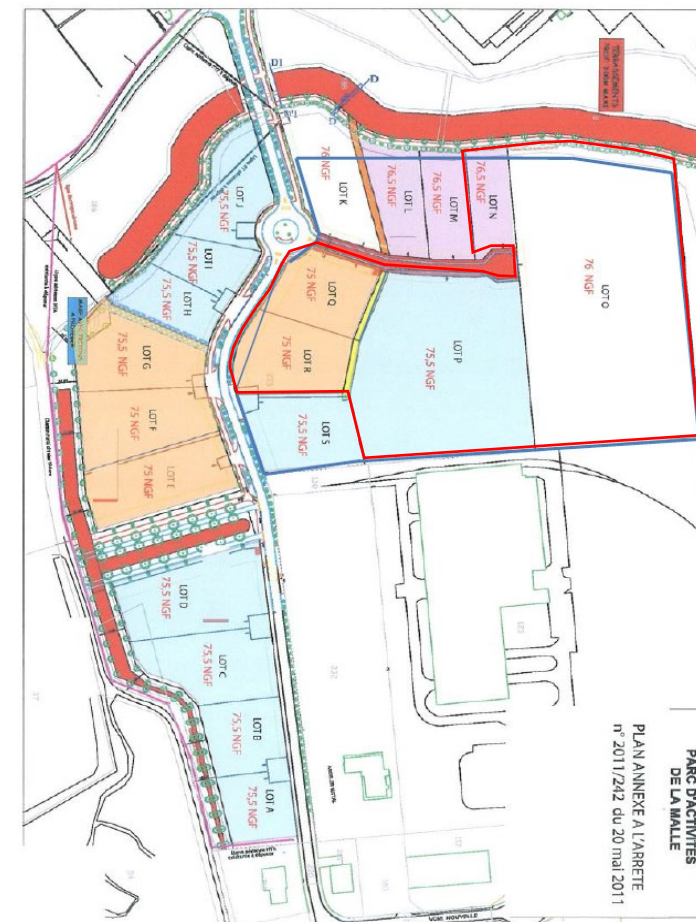 PARC D'ACTIVITES
DE LA MALLE
PLAN ANNEXE A L'ARRETE
n° 2011/242 du 20 mai 2011
D1
D
LOT J
75,5 NGF
LOT I
75,5 NGF
LOT H
75,5 NGF
LOT K
76 NGF
LOT L
76,5 NGF
LOT M
76,5 NGF
LOT N
76,5 NGF
LOT O
76 NGF
LOT P
75,5 NGF
LOT Q
75 NGF
LOT R
75 NGF
LOT S
75,5 NGF
LOT G
75,5 NGF
LOT F
75 NGF
LOT E
75 NGF
LOT D
75,5 NGF
LOT C
75,5 NGF
LOT B
75,5 NGF
LOT A
75,5 NGF
VOIE NOUVELLE